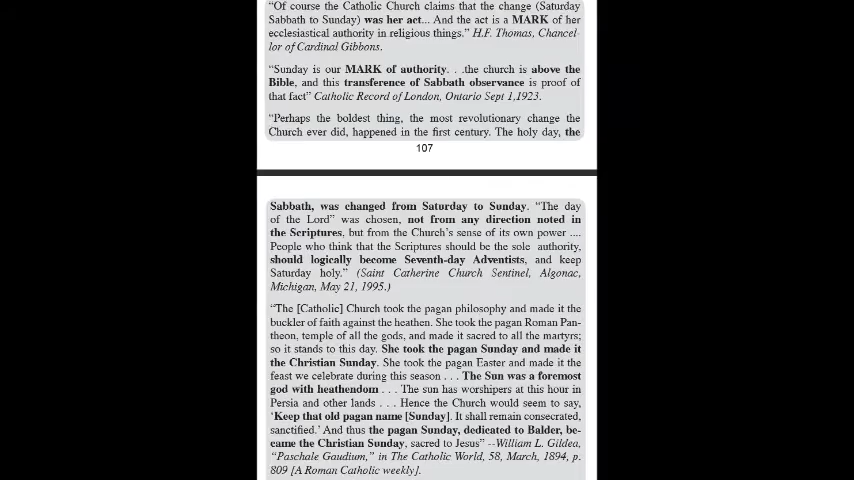 “Of course the Catholic Church claims that the change (Saturday
Sabbath to Sunday) was her act... And the act is a MARK of her
ecclesiastical authority in religious things.” H.F. Thomas, Chancel-
lor of Cardinal Gibbons.
“Sunday is our MARK of authority. . .the church is above the
Bible, and this transference of Sabbath observance is proof of
that fact” Catholic Record of London, Ontario Sept 1,1923.
“Perhaps the boldest thing, the most revolutionary change the
Church ever did, happened in the first century. The holy day, the
107
Sabbath, was changed from Saturday to Sunday. “The day
of the Lord” was chosen, not from any direction noted in
the Scriptures, but from the Church’s sense of its own power ....
People who think that the Scriptures should be the sole authority,
should logically become Seventh-day Adventists, and keep
Saturday holy.” (Saint Catherine Church Sentinel, Algonac,
Michigan, May 21, 1995.)
“The [Catholic] Church took the pagan philosophy and made it the
buckler of faith against the heathen. She took the pagan Roman Pan-
theon, temple of all the gods, and made it sacred to all the martyrs;
so it stands to this day. She took the pagan Sunday and made it
the Christian Sunday. She took the pagan Easter and made it the
feast we celebrate during this season . . . The Sun was a foremost
god with heathendom . . . The sun has worshipers at this hour in
Persia and other lands . . . Hence the Church would seem to say,
‘Keep that old pagan name [Sunday]. It shall remain consecrated,
sanctified.’ And thus the pagan Sunday, dedicated to Balder, be-
came the Christian Sunday, sacred to Jesus” --William L. Gildea,
“Paschale Gaudium,” in The Catholic World, 58, March, 1894, p.
809 [A Roman Catholic weekly].